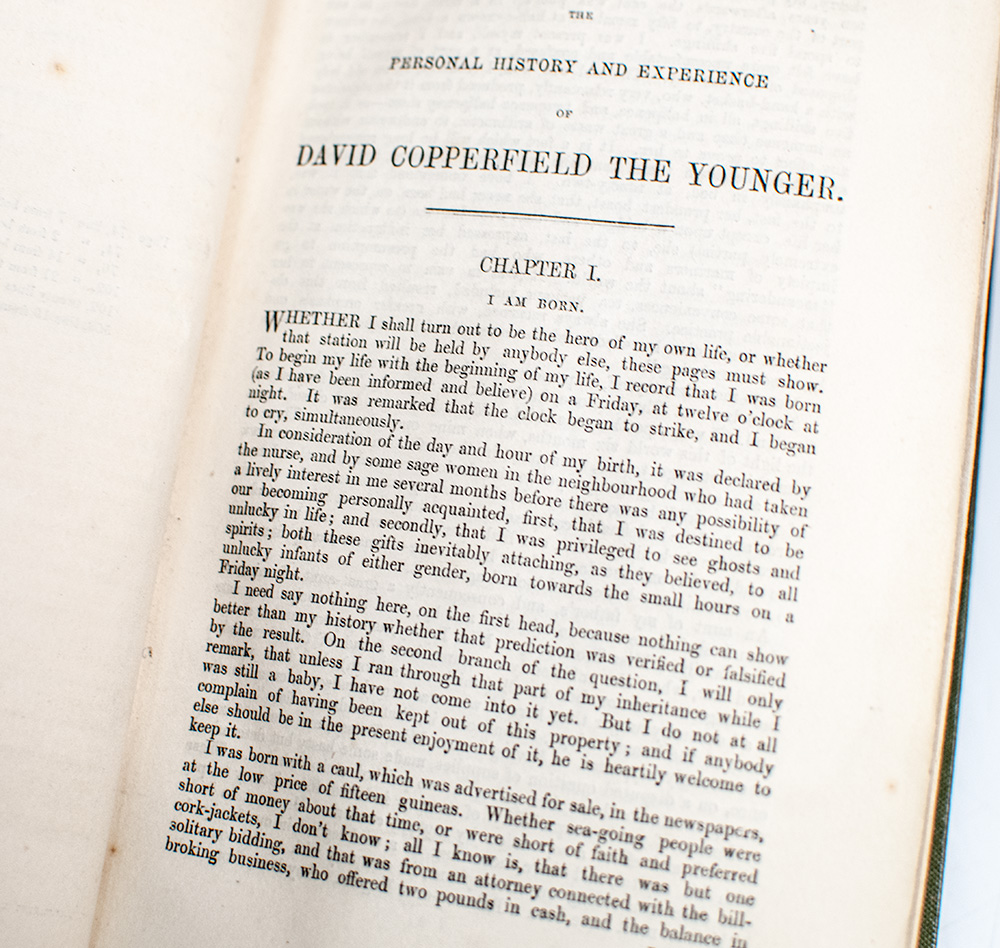 THE
PERSONAL HISTORY AND EXPERIENCE
OF
DAVID COPPERFIELD THE YOUNGER.
CHAPTER I.
I AM BORN.
WHETHER I shall turn out to be the hero of my own life, or whether
that station will be held by anybody else, these pages must show.
To begin my life with the beginning of my life, I record that I was born
(as I have been informed and believe) on a Friday, at twelve o'clock at
night. It was remarked that the clock began to strike, and I began
to cry, simultaneously.
In consideration of the day and hour of my birth, it was declared by
the nurse, and by some sage women in the neighbourhood who had taken
a lively interest in me several months before there was any possibility of
our becoming personally acquainted, first, that I was destined to be
unlucky in life; and secondly, that I was privileged to see ghosts and
spirits; both these gifts inevitably attaching, as they believed, to all
unlucky infants of either gender, born towards the small hours on a
Friday night.
I need say nothing here, on the first head, because nothing can show
better than my history whether that prediction was verified or falsified
by the result. On the second branch of the question, I will only
remark, that unless I ran through that part of my inheritance while I
was still a baby, I have not come into it yet. But I do not at all
complain of having been kept out of this property; and if anybody
else should be in the present enjoyment of it, he is heartily welcome to
keep it.
I was born with a caul, which was advertised for sale, in the newspapers,
at the low price of fifteen guineas. Whether sea-going people were
short of money about that time, or were short of faith and preferred
cork-jackets, I don't know; all I know is, that there was but one
solitary bidding, and that was from an attorney connected with the bill-
broking business, who offered two pounds in cash, and the balance in